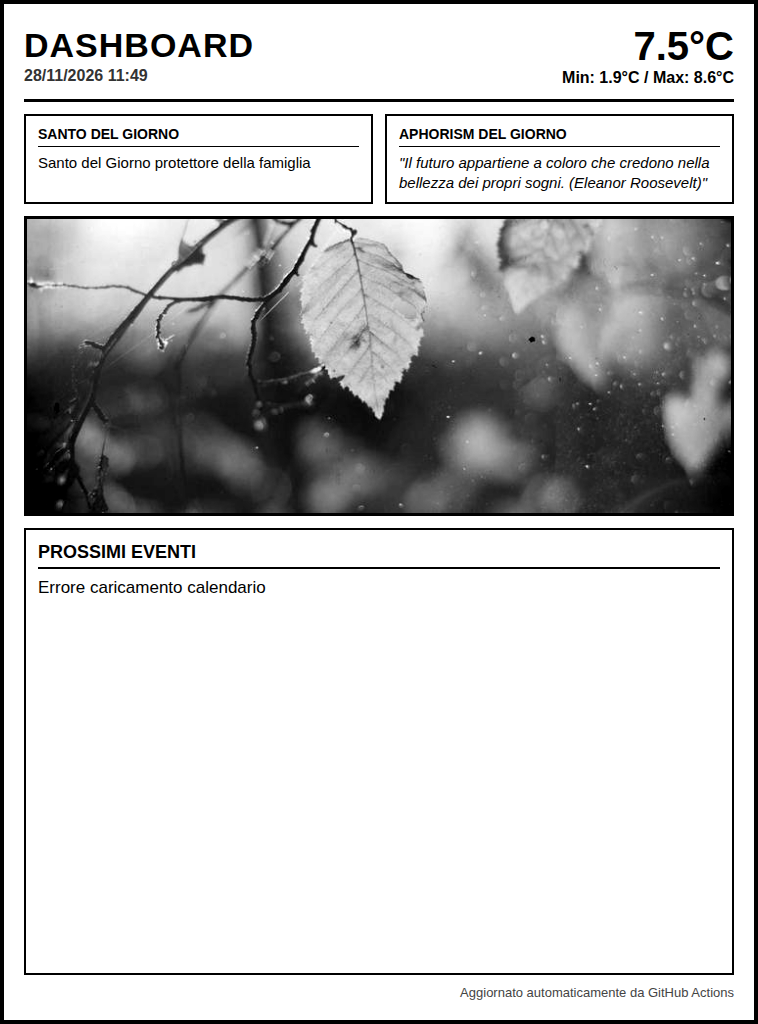 DASHBOARD
28/11/2026 11:49
7.5°C
Min: 1.9°C / Max: 8.6°C
SANTO DEL GIORNO
Santo del Giorno protettore della famiglia
APHORISM DEL GIORNO
"Il futuro appartiene a coloro che credono nella
bellezza dei propri sogni. (Eleanor Roosevelt)"
PROSSIMI EVENTI
Errore caricamento calendario
Aggiornato automaticamente da GitHub Actions